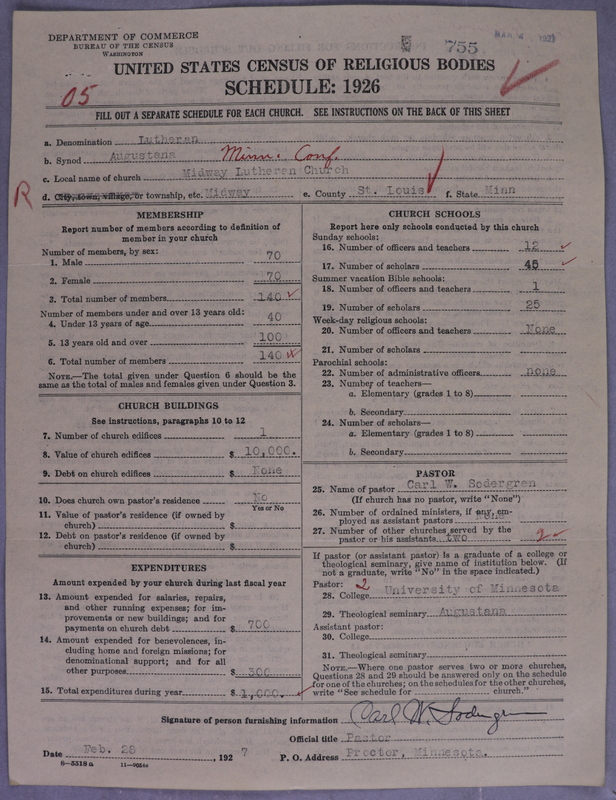 DEPARTMENT OF COMMERCE
BUREAU OF THE CENSUS
WASHINGTON
755
MAR 4 192
UNITED STATES CENSUS OF RELIGIOUS BODIES
SCHEDULE: 1926
05
FILL OUT A SEPARATE SCHEDULE FOR EACH CHURCH. SEE INSTRUCTIONS ON THE BACK OF THIS SHEET
a. Denomination Lutheran
b. Synod Augustana Minn. Conf.
c. Local name of church Midway Lutheran Church
R d. City, town, village, or township, etc. Midway e. County St. Louis f. State Minn
MEMBERSHIP
Report number of members according to definition of
member in your church
Number of members, by sex:
1. Male 70
2. Female 70
3. Total number of members 140
Number of members under and over 13 years old:
4. Under 13 years of age 40
5. 13 years old and over 100
6. Total number of members 140
NOTE.—The total given under Question 6 should be the
same as the total of males and females given under Question 3.
CHURCH BUILDINGS
See instructions, paragraphs 10 to 12
7. Number of church edifices 1
8. Value of church edifices $ 10,000.
9. Debt on church edifices $ None
10. Does church own pastor's residence No
Yes or No
11. Value of pastor's residence (if owned by
church) $
12. Debt on pastor's residence (if owned by
church) $
EXPENDITURES
Amount expended by your church during last fiscal year
13. Amount expended for salaries, repairs,
and other running expenses; for im-
provements or new buildings; and for
payments on church debt $ 700
14. Amount expended for benevolences, in-
cluding home and foreign missions; for
denominational support; and for all
other purposes $ 300
15. Total expenditures during year $ 1,000.
CHURCH SCHOOLS
Report here only schools conducted by this church
Sunday schools:
16. Number of officers and teachers 12
17. Number of scholars 45
Summer vacation Bible schools:
18. Number of officers and teachers 1
19. Number of scholars 25
Week-day religious schools:
20. Number of officers and teachers None
21. Number of scholars
Parochial schools:
22. Number of administrative officers none
23. Number of teachers—
a. Elementary (grades 1 to 8)
b. Secondary
24. Number of scholars—
a. Elementary (grades 1 to 8)
b. Secondary
PASTOR
25. Name of pastor Carl W. Sodergren
(If church has no pastor, write "None")
26. Number of ordained ministers, if any, em-
ployed as assistant pastors None
27. Number of other churches served by the
pastor or his assistants two 2
If pastor (or assistant pastor) is a graduate of a college or
theological seminary, give name of institution below. (If
not a graduate, write "No" in the space indicated.)
Pastor: 2
28. College University of Minnesota
29. Theological seminary Augustana
Assistant pastor:
30. College
31. Theological seminary
NOTE.—Where one pastor serves two or more churches,
Questions 28 and 29 should be answered only on the schedule
for one of the churches; on the schedules for the other churches,
write "See schedule for church."
Signature of person furnishing information Carl W. Sodergren
Official title Pastor
Date Feb. 28, 1927 P. O. Address Proctor, Minnesota.
8—5518 a